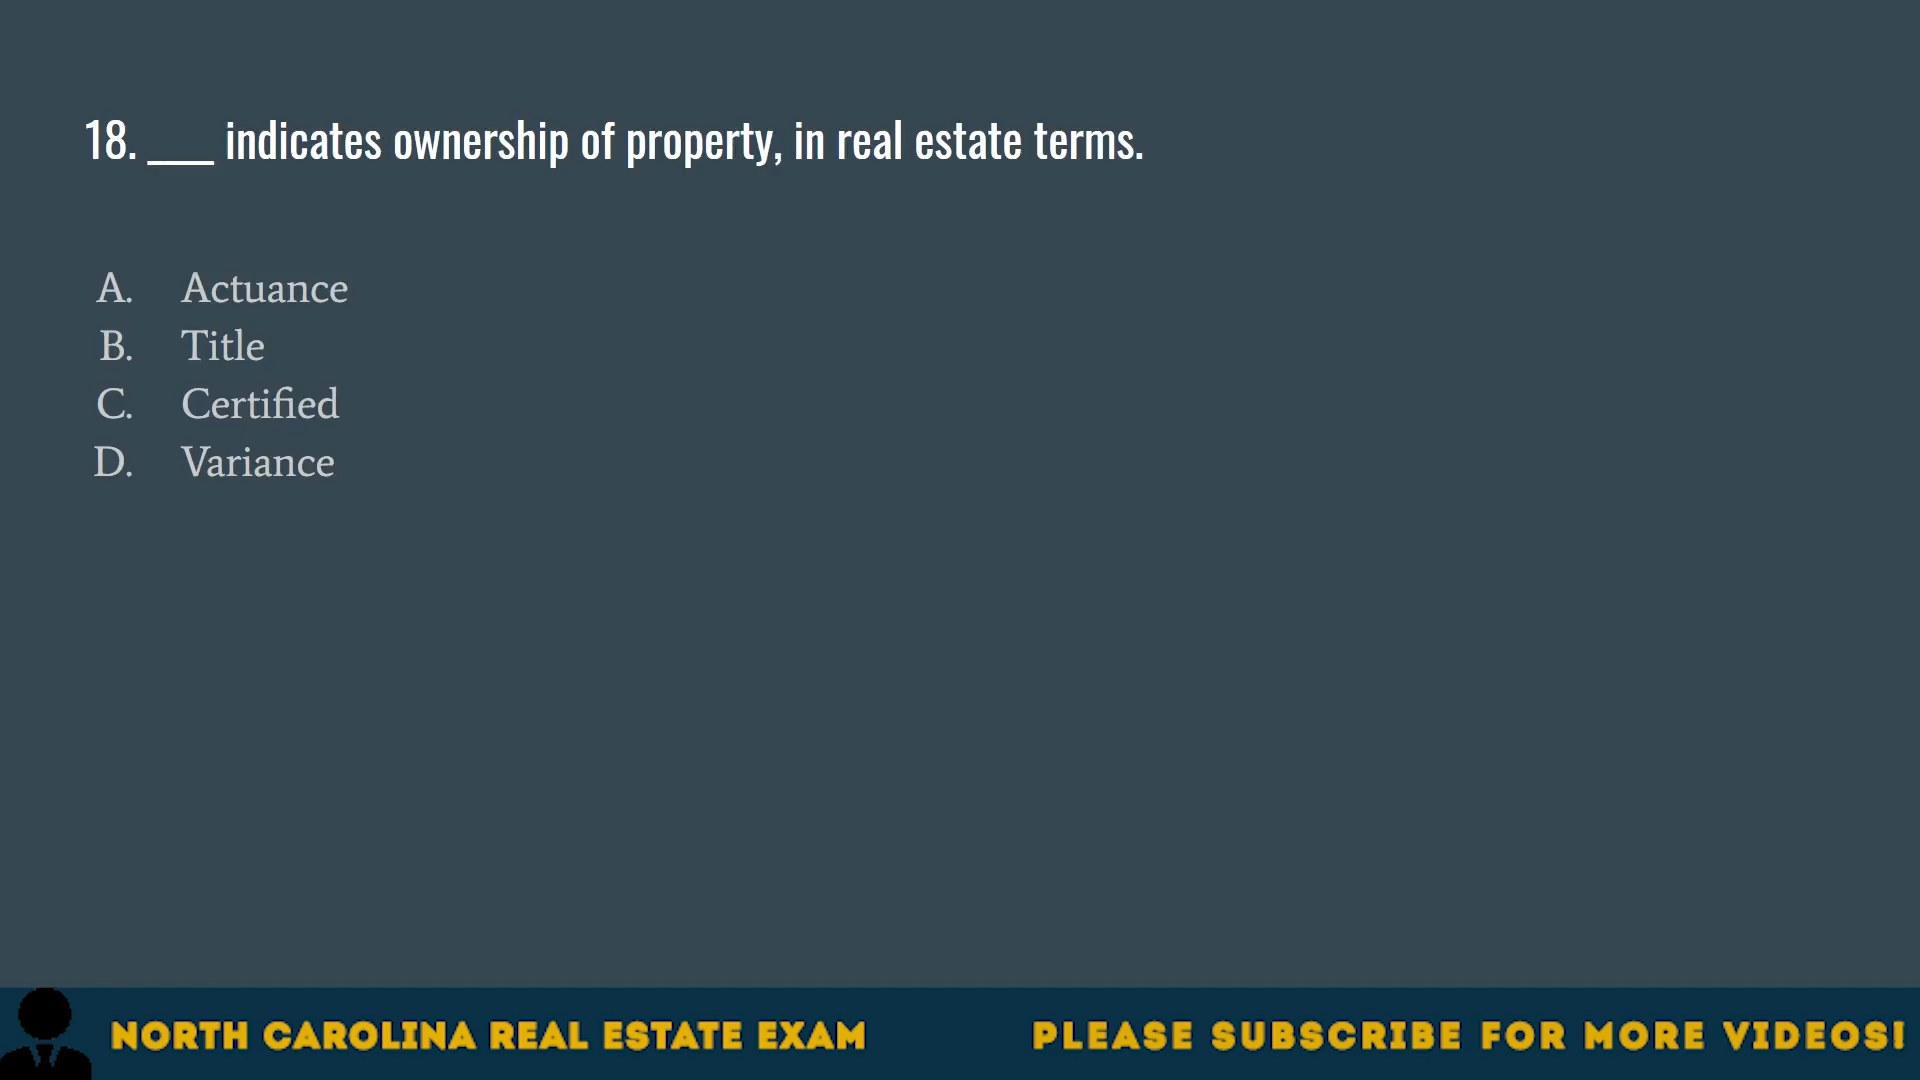 18. ____ indicates ownership of property, in real estate terms.
A. Actuance
B. Title
C. Certified
D. Variance
NORTH CAROLINA REAL ESTATE EXAM
PLEASE SUBSCRIBE FOR MORE VIDEOS!